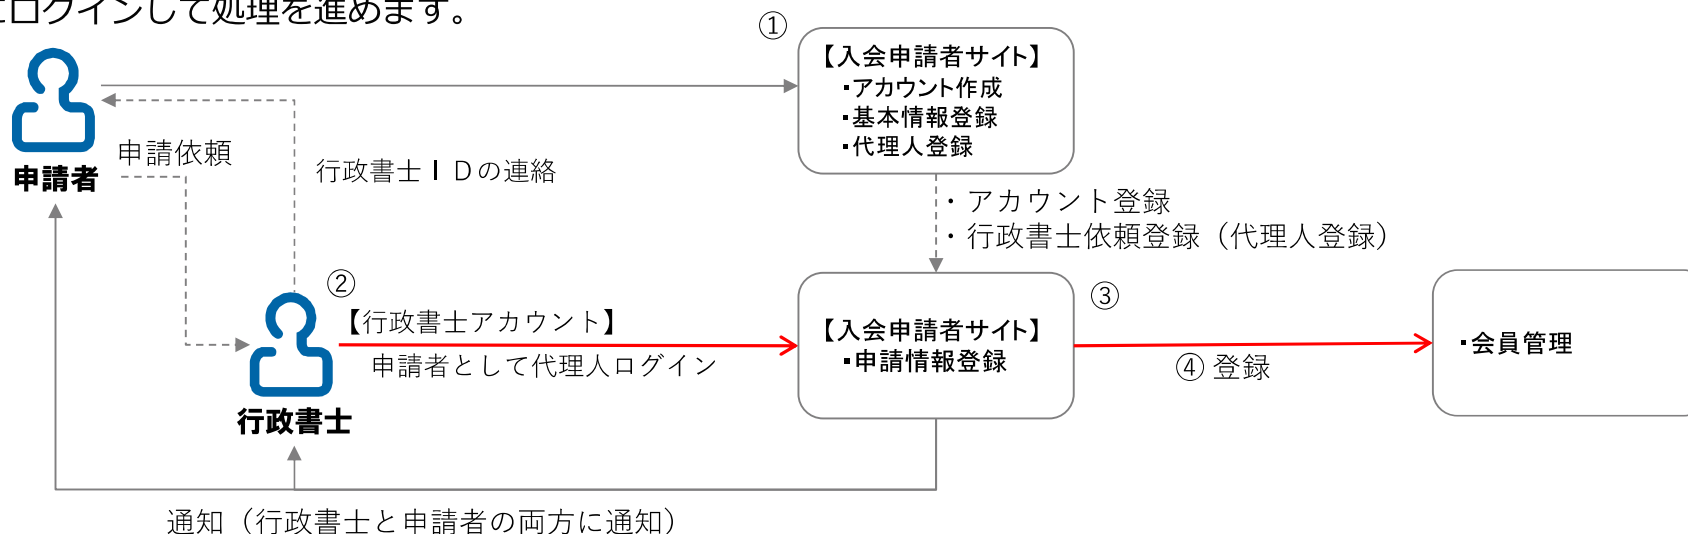 にログインして処理を進めます。
①
【入会申請者サイト】
・アカウント作成
・基本情報登録
・代理人登録
申請者
申請依頼
行政書士ＩＤの連絡
・アカウント登録
・行政書士依頼登録（代理人登録）
②
行政書士
【行政書士アカウント】
申請者として代理人ログイン
【入会申請者サイト】
・申請情報登録
③
④ 登録
・会員管理
通知（行政書士と申請者の両方に通知）